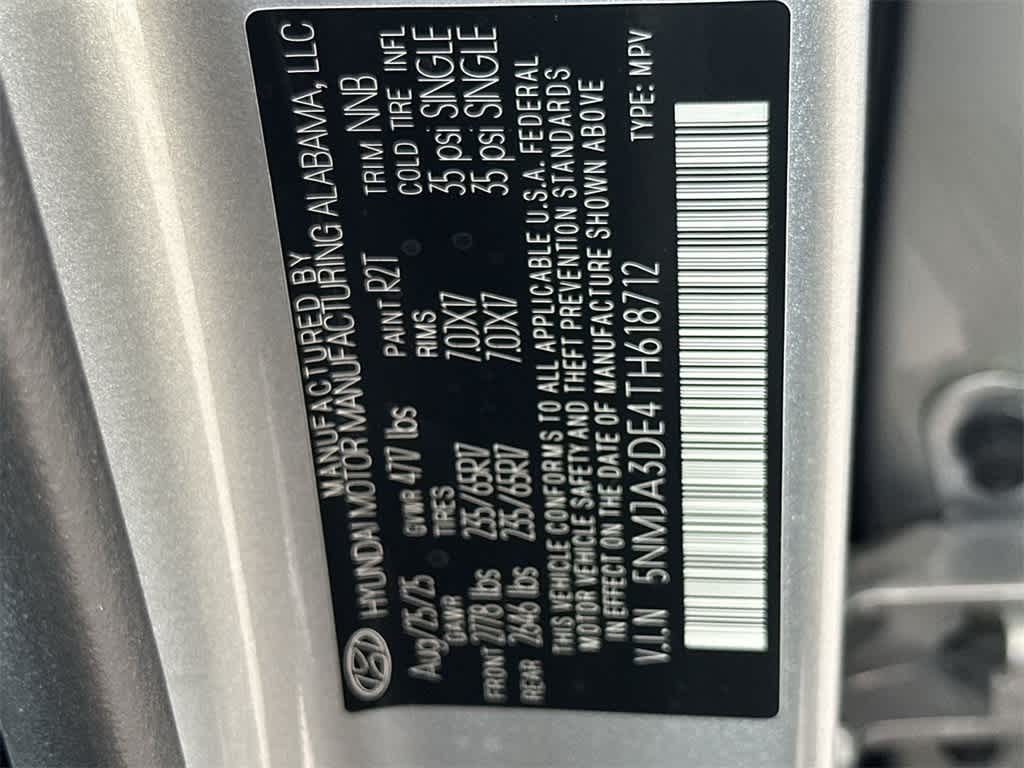 MANUFACTURED BY
HYUNDAI MOTOR MANUFACTURING ALABAMA, LLC
Aug/25/25 GVWR 4771 lbs PAINT R2T TRIM NNB
GAWR TIRES RIMS COLD TIRE INFL
FRONT 2778 lbs 235/65R17 7.0JX17 35 psi SINGLE
REAR 2646 lbs 235/65R17 7.0JX17 35 psi SINGLE
THIS VEHICLE CONFORMS TO ALL APPLICABLE U.S.A. FEDERAL
MOTOR VEHICLE SAFETY AND THEFT PREVENTION STANDARDS
IN EFFECT ON THE DATE OF MANUFACTURE SHOWN ABOVE
V.I.N 5NMJA3DE4TH618712 TYPE: MPV